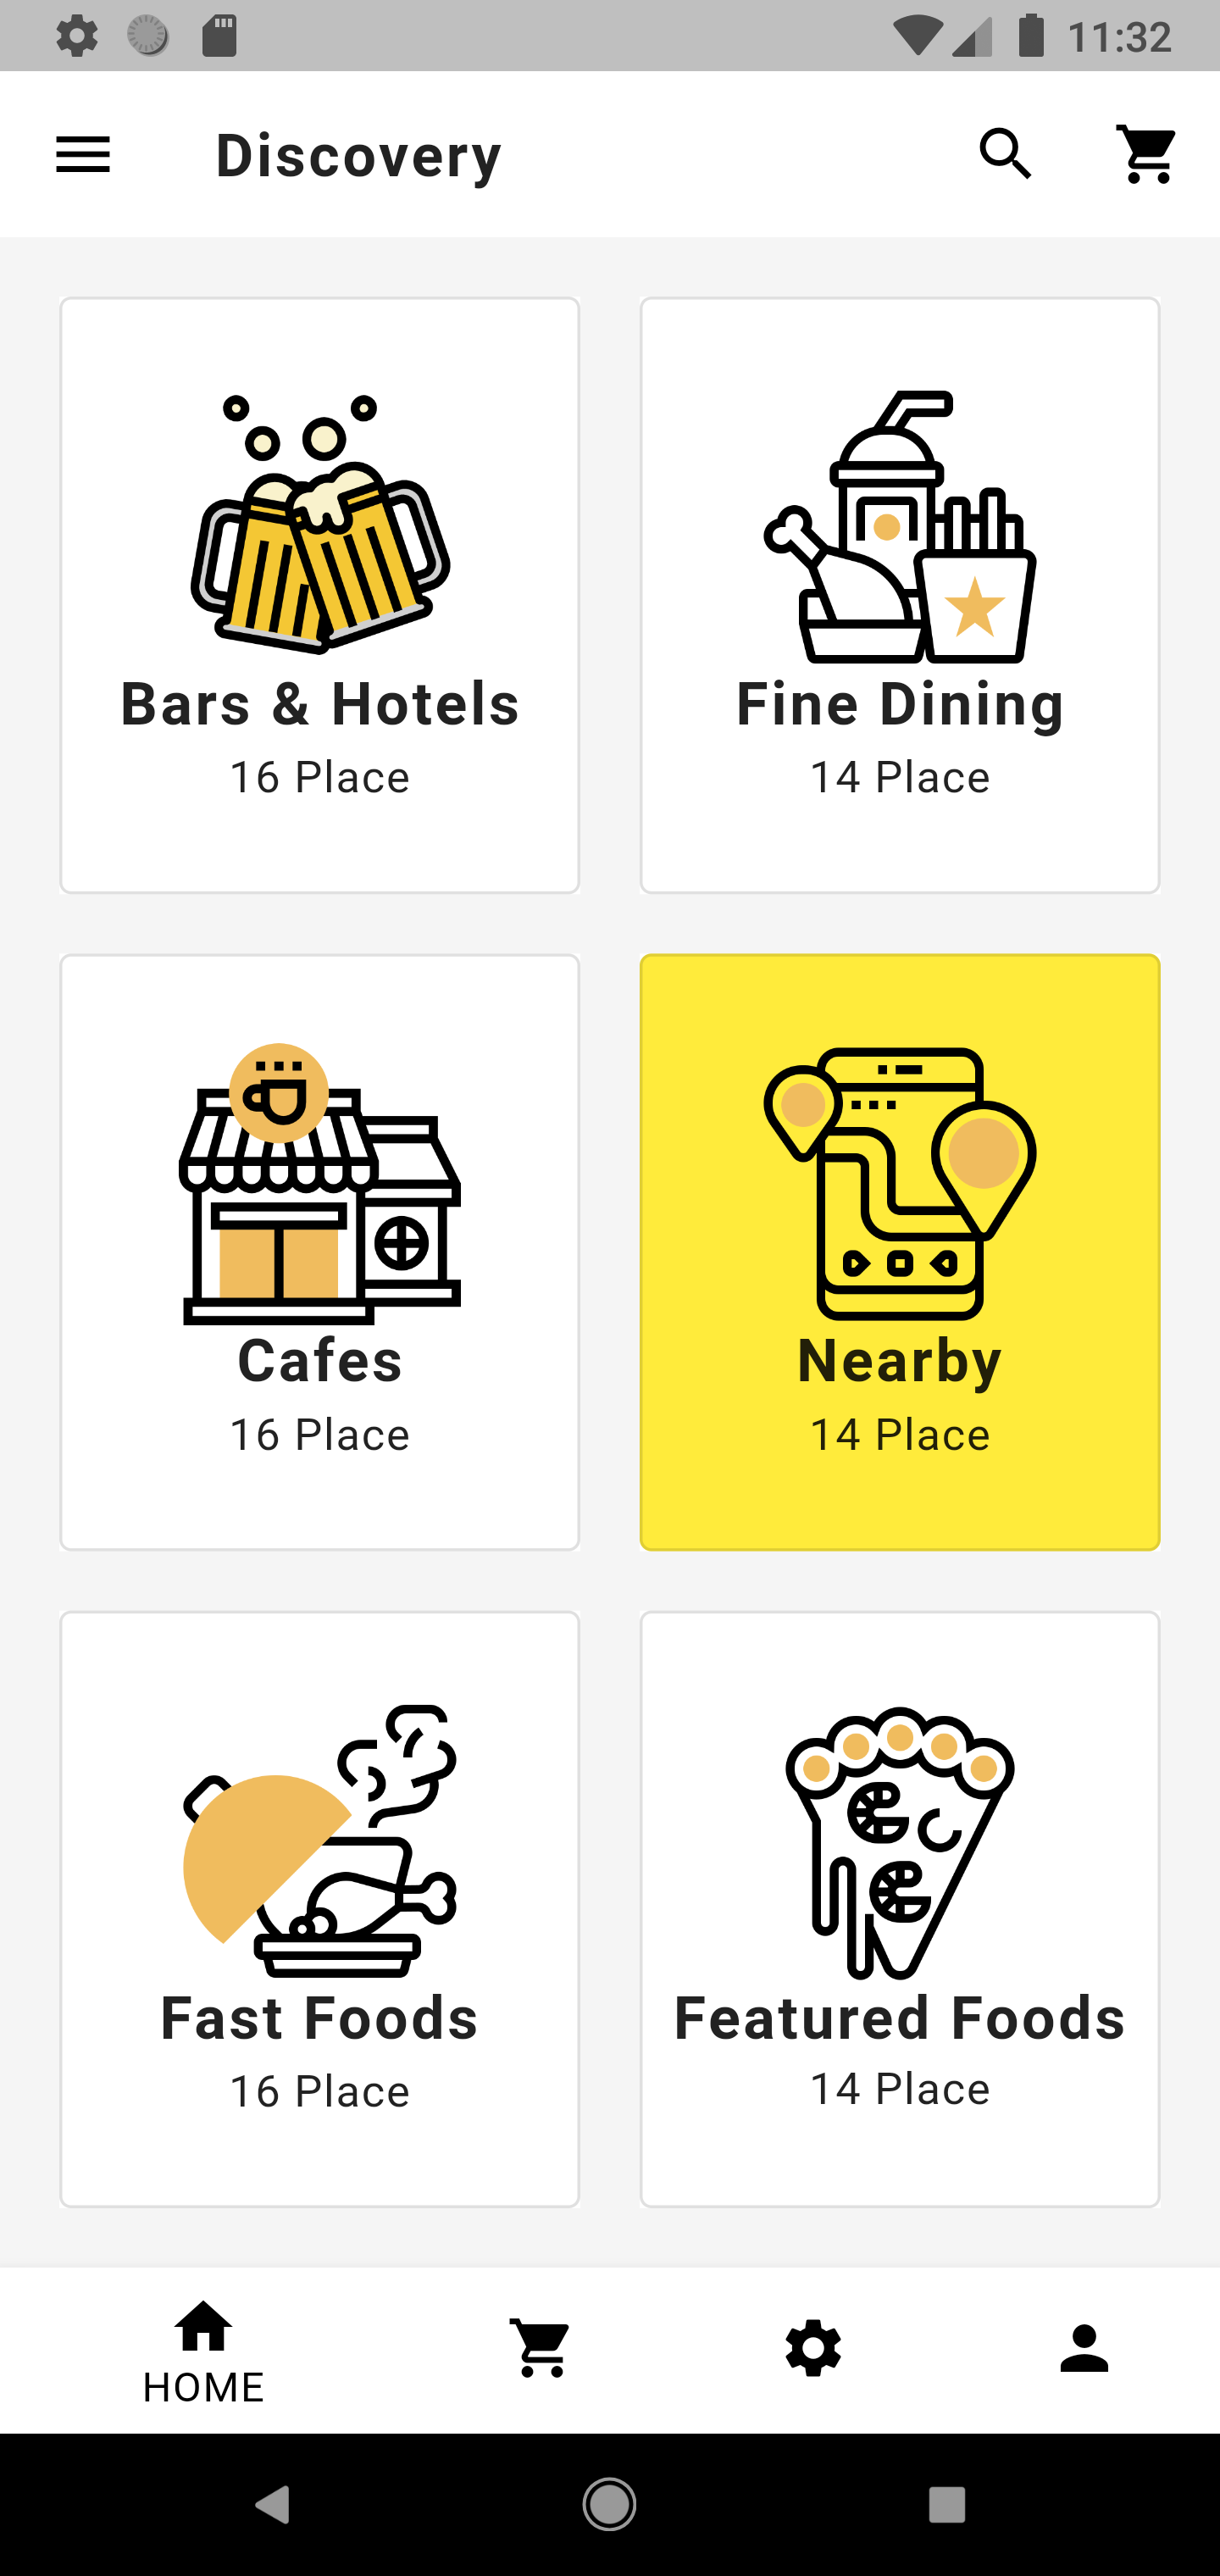 11:32
Discovery
Bars & Hotels
16 Place
Fine Dining
14 Place
Cafes
16 Place
Nearby
14 Place
Fast Foods
16 Place
Featured Foods
14 Place
HOME